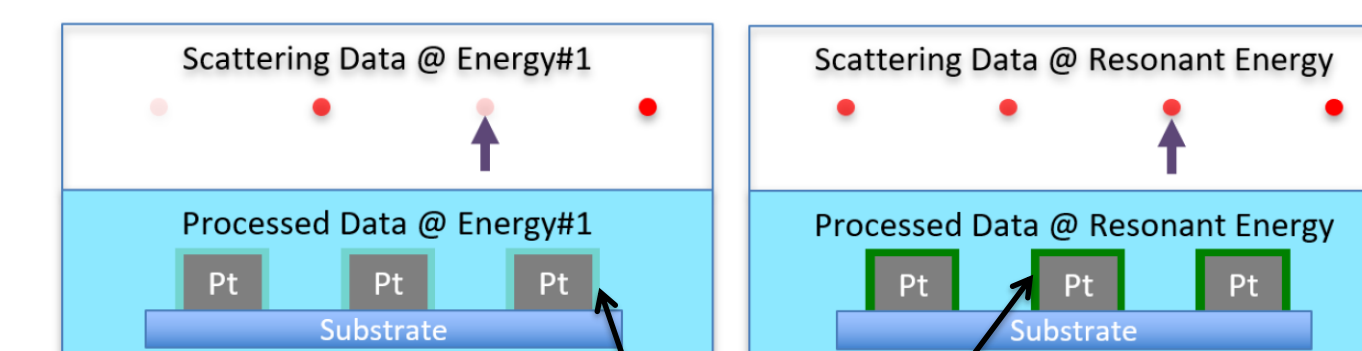 Scattering Data @ Energy#1
Processed Data @ Energy#1
Pt Pt Pt
Substrate
Scattering Data @ Resonant Energy
Processed Data @ Resonant Energy
Pt Pt Pt
Substrate